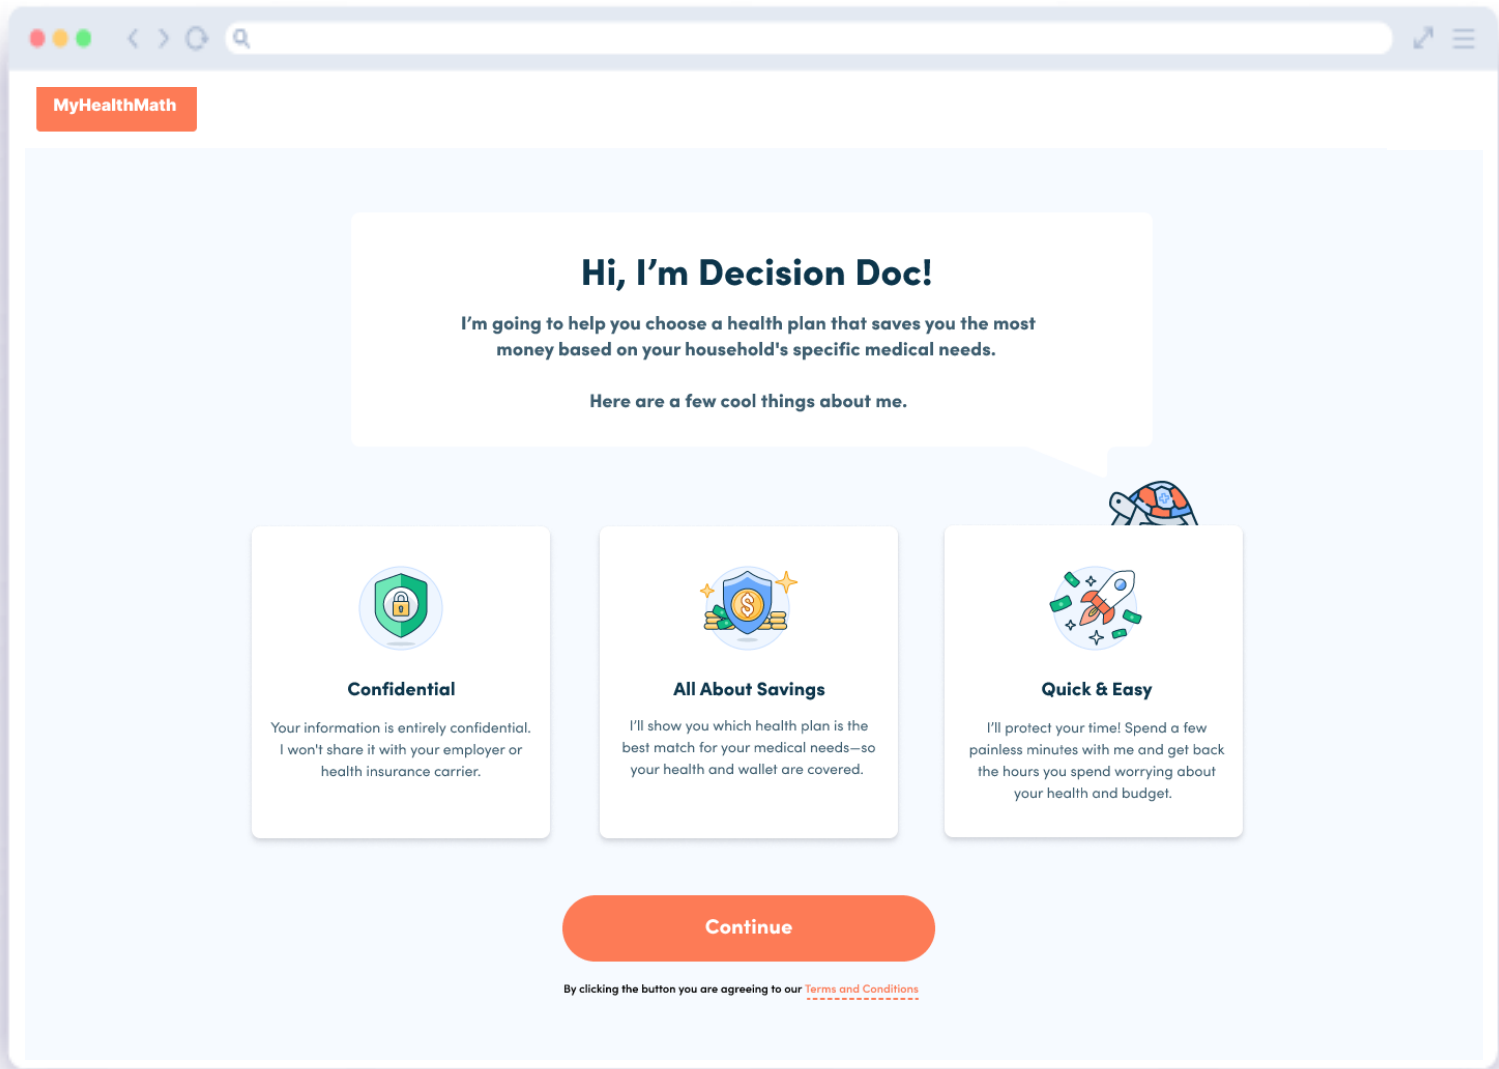 MyHealthMath
Hi, I’m Decision Doc!
I’m going to help you choose a health plan that saves you the most
money based on your household's specific medical needs.
Here are a few cool things about me.
Confidential
Your information is entirely confidential.
I won't share it with your employer or
health insurance carrier.
All About Savings
I’ll show you which health plan is the
best match for your medical needs—so
your health and wallet are covered.
Quick & Easy
I’ll protect your time! Spend a few
painless minutes with me and get back
the hours you spend worrying about
your health and budget.
Continue
By clicking the button you are agreeing to our Terms and Conditions